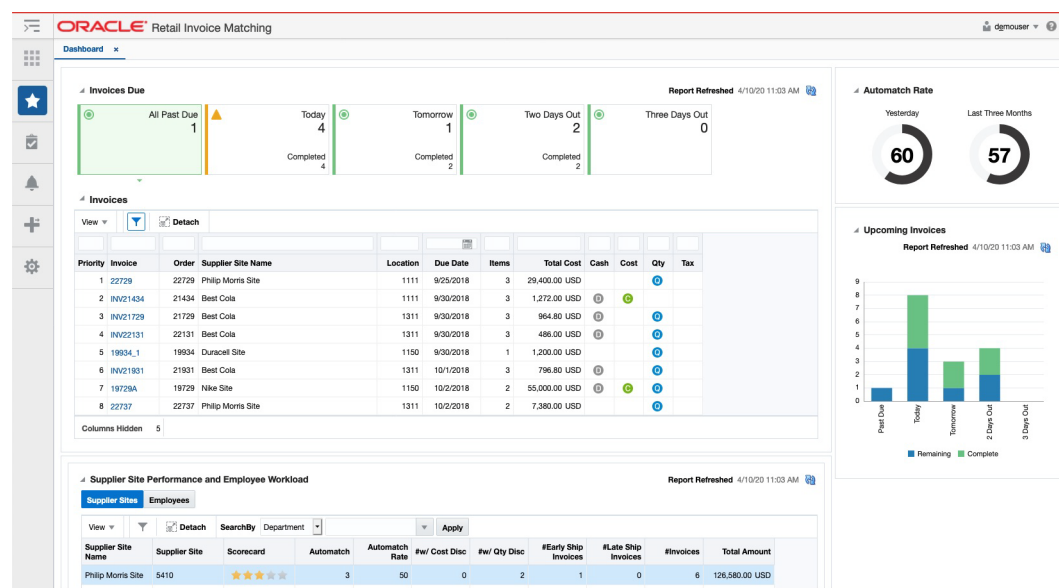 ORACLE® Retail Invoice Matching
demouser
Dashboard ×
Invoices Due
Report Refreshed 4/10/20 11:03 AM
All Past Due
1
Today
4
Completed
4
Tomorrow
1
Completed
2
Two Days Out
2
Completed
2
Three Days Out
0
Invoices
View
Detach
Priority Invoice Order Supplier Site Name Location Due Date Items Total Cost Cash Cost Qty Tax
1 22729 22729 Philip Morris Site 1111 9/25/2018 3 29,400.00 USD Q
2 INV21434 21434 Best Cola 1111 9/30/2018 3 1,272.00 USD D C
3 INV21729 21729 Best Cola 1311 9/30/2018 3 964.80 USD D Q
4 INV22131 22131 Best Cola 1311 9/30/2018 3 486.00 USD D Q
5 19934_1 19934 Duracell Site 1150 9/30/2018 1 1,200.00 USD Q
6 INV21931 21931 Best Cola 1311 10/1/2018 3 796.80 USD D Q
7 19729A 19729 Nike Site 1150 10/2/2018 2 55,000.00 USD D C Q
8 22737 22737 Philip Morris Site 1311 10/2/2018 2 7,380.00 USD Q
Columns Hidden 5
Supplier Site Performance and Employee Workload
Report Refreshed 4/10/20 11:03 AM
Supplier Sites Employees
View Detach SearchBy Department Apply
Supplier Site Name Supplier Site Scorecard Automatch Automatch Rate #w/ Cost Disc #w/ Qty Disc #Early Ship Invoices #Late Ship Invoices #Invoices Total Amount
Philip Morris Site 5410 3 50 0 2 1 0 6 126,580.00 USD
Automatch Rate
Yesterday
60
Last Three Months
57
Upcoming Invoices
Report Refreshed 4/10/20 11:03 AM
9
8
7
6
5
4
3
2
1
0
Past Due
Today
Tomorrow
2 Days Out
3 Days Out
Remaining Complete